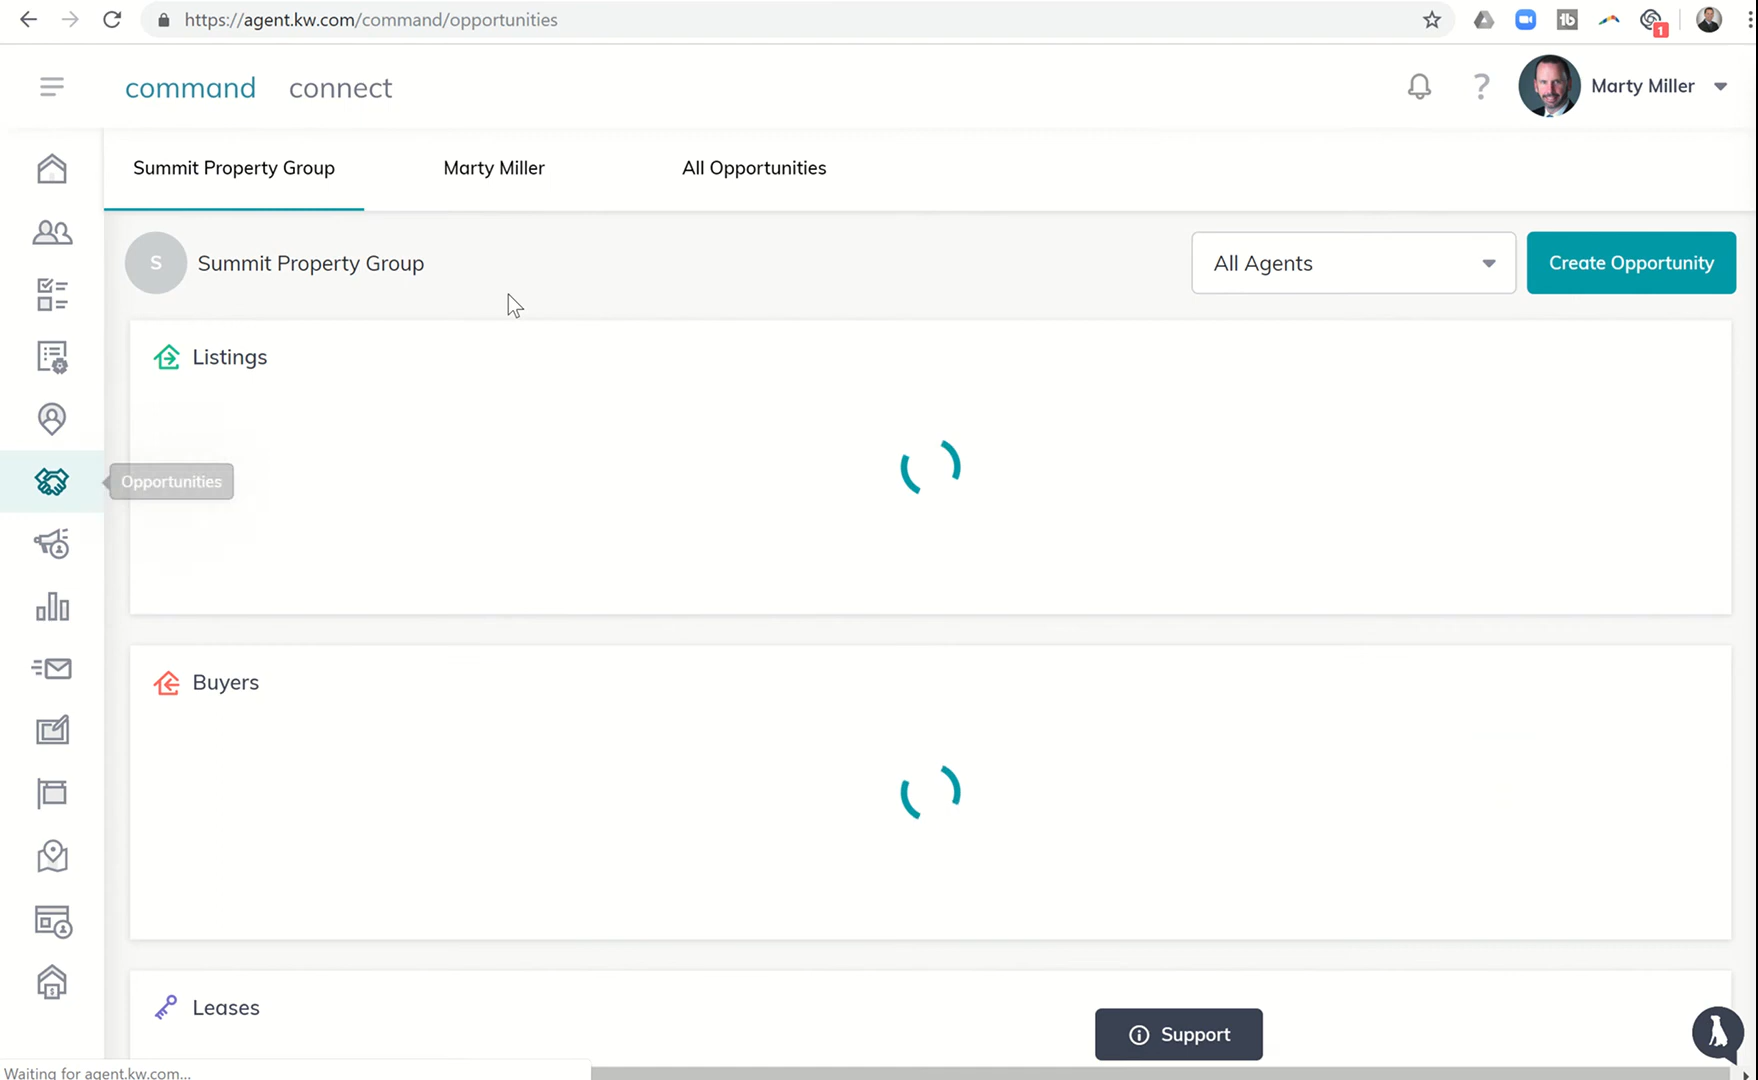 https://agent.kw.com/command/opportunities
1
command connect
? Marty Miller
Summit Property Group Marty Miller All Opportunities
S Summit Property Group All Agents Create Opportunity
Listings
Opportunities
Buyers
Leases
Support
Waiting for agent.kw.com...